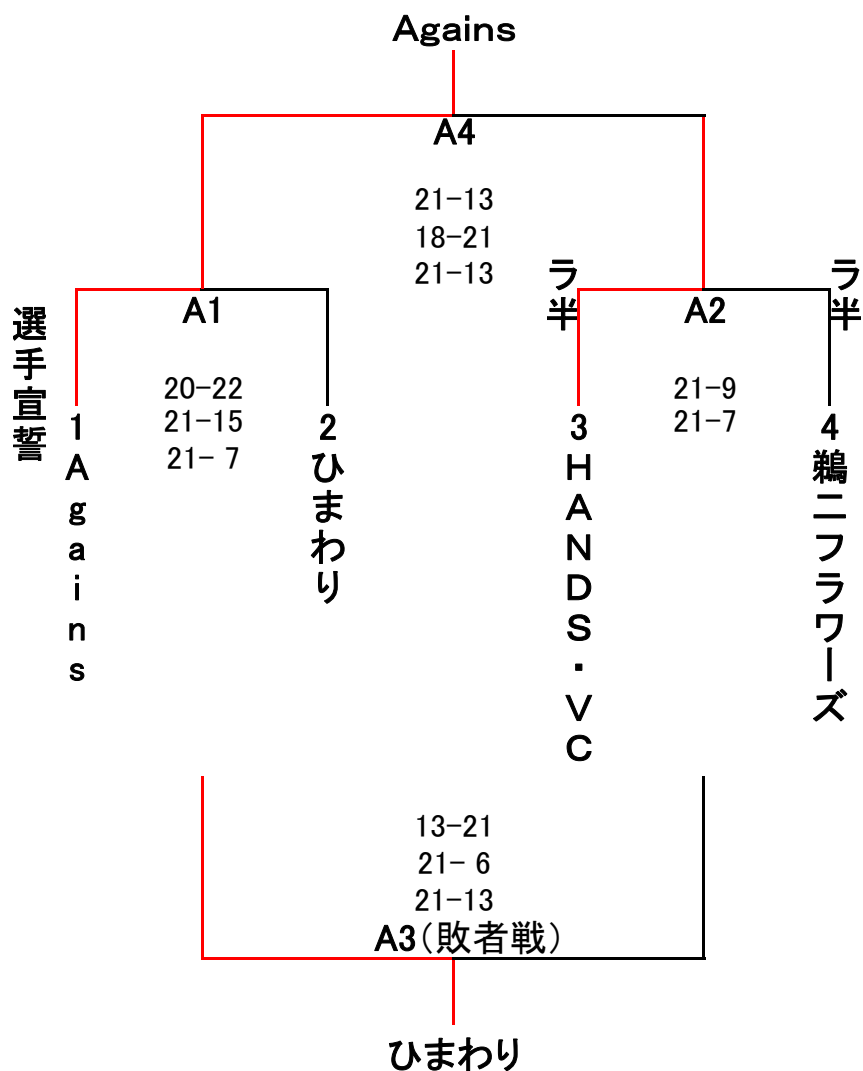 Agains
A4
21-13
18-21
21-13
ラ半
ラ半
A1
A2
選手宣誓
20-22
21-15
21- 7
21-9
21-7
1 Agains
2 ひまわり
3 HANDS・VC
4 鵜二フラワーズ
13-21
21- 6
21-13
A3(敗者戦)
ひまわり